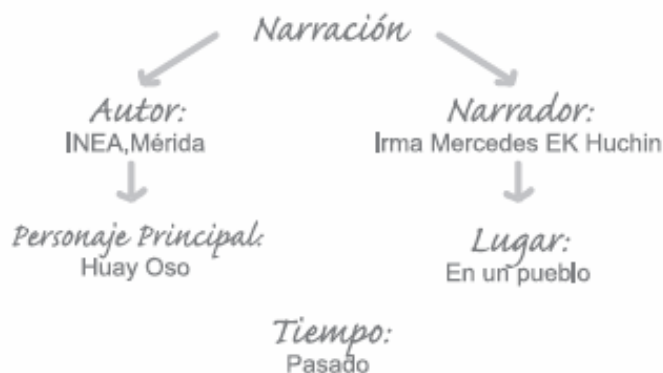 Narración
Autor:
INEA,Mérida
Narrador:
Irma Mercedes EK Huchin
Personaje Principal:
Huay Oso
Lugar:
En un pueblo
Tiempo:
Pasado